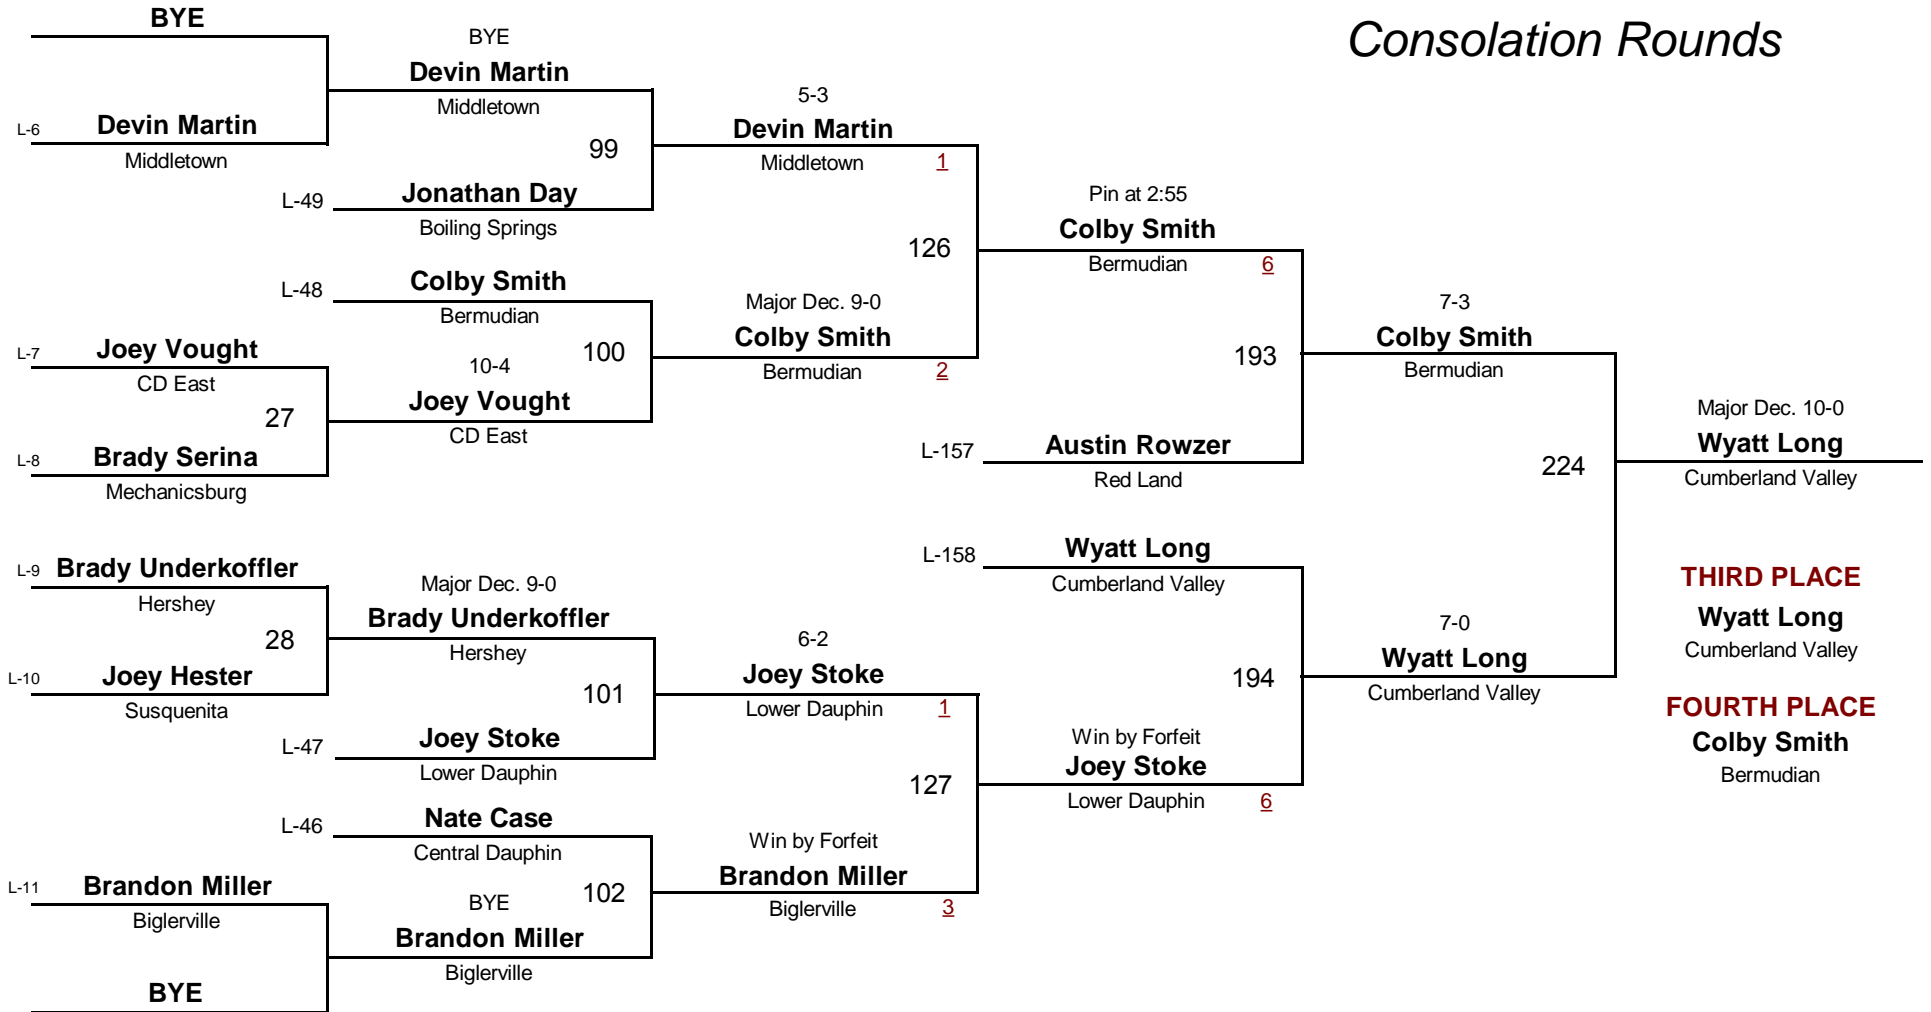 Consolation Rounds
BYE
L-6 Devin Martin
Middletown
L-7 Joey Vought
CD East
27
L-8 Brady Serina
Mechanicsburg
L-9 Brady Underkoffler
Hershey
28
L-10 Joey Hester
Susquenita
L-11 Brandon Miller
Biglerville
BYE
BYE
Devin Martin
Middletown
99
L-49 Jonathan Day
Boiling Springs
L-48 Colby Smith
Bermudian
100
10-4
Joey Vought
CD East
Major Dec. 9-0
Brady Underkoffler
Hershey
101
L-47 Joey Stoke
Lower Dauphin
L-46 Nate Case
Central Dauphin
102
BYE
Brandon Miller
Biglerville
5-3
Devin Martin
Middletown 1
126
Major Dec. 9-0
Colby Smith
Bermudian 2
6-2
Joey Stoke
Lower Dauphin 1
127
Win by Forfeit
Brandon Miller
Biglerville 3
Pin at 2:55
Colby Smith
Bermudian 6
193
L-157 Austin Rowzer
Red Land
L-158 Wyatt Long
Cumberland Valley
194
Win by Forfeit
Joey Stoke
Lower Dauphin 6
7-3
Colby Smith
Bermudian
224
7-0
Wyatt Long
Cumberland Valley
Major Dec. 10-0
Wyatt Long
Cumberland Valley
THIRD PLACE
Wyatt Long
Cumberland Valley
FOURTH PLACE
Colby Smith
Bermudian